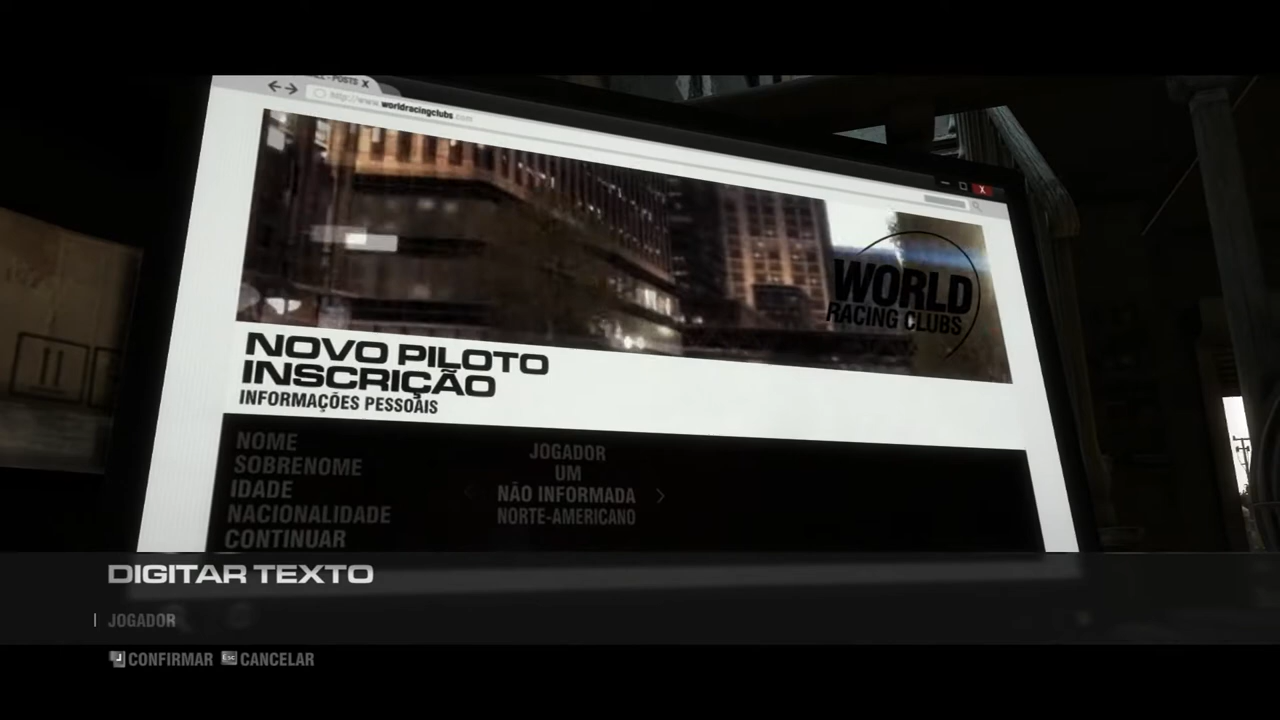 POSTS X
http://www.worldracingclubs.com
X
WORLD
RACING CLUBS
NOVO PILOTO
INSCRIÇÃO
INFORMAÇÕES PESSOAIS
NOME JOGADOR
SOBRENOME UM
IDADE NÃO INFORMADA
NACIONALIDADE NORTE-AMERICANO
CONTINUAR
DIGITAR TEXTO
JOGADOR
CONFIRMAR Esc CANCELAR